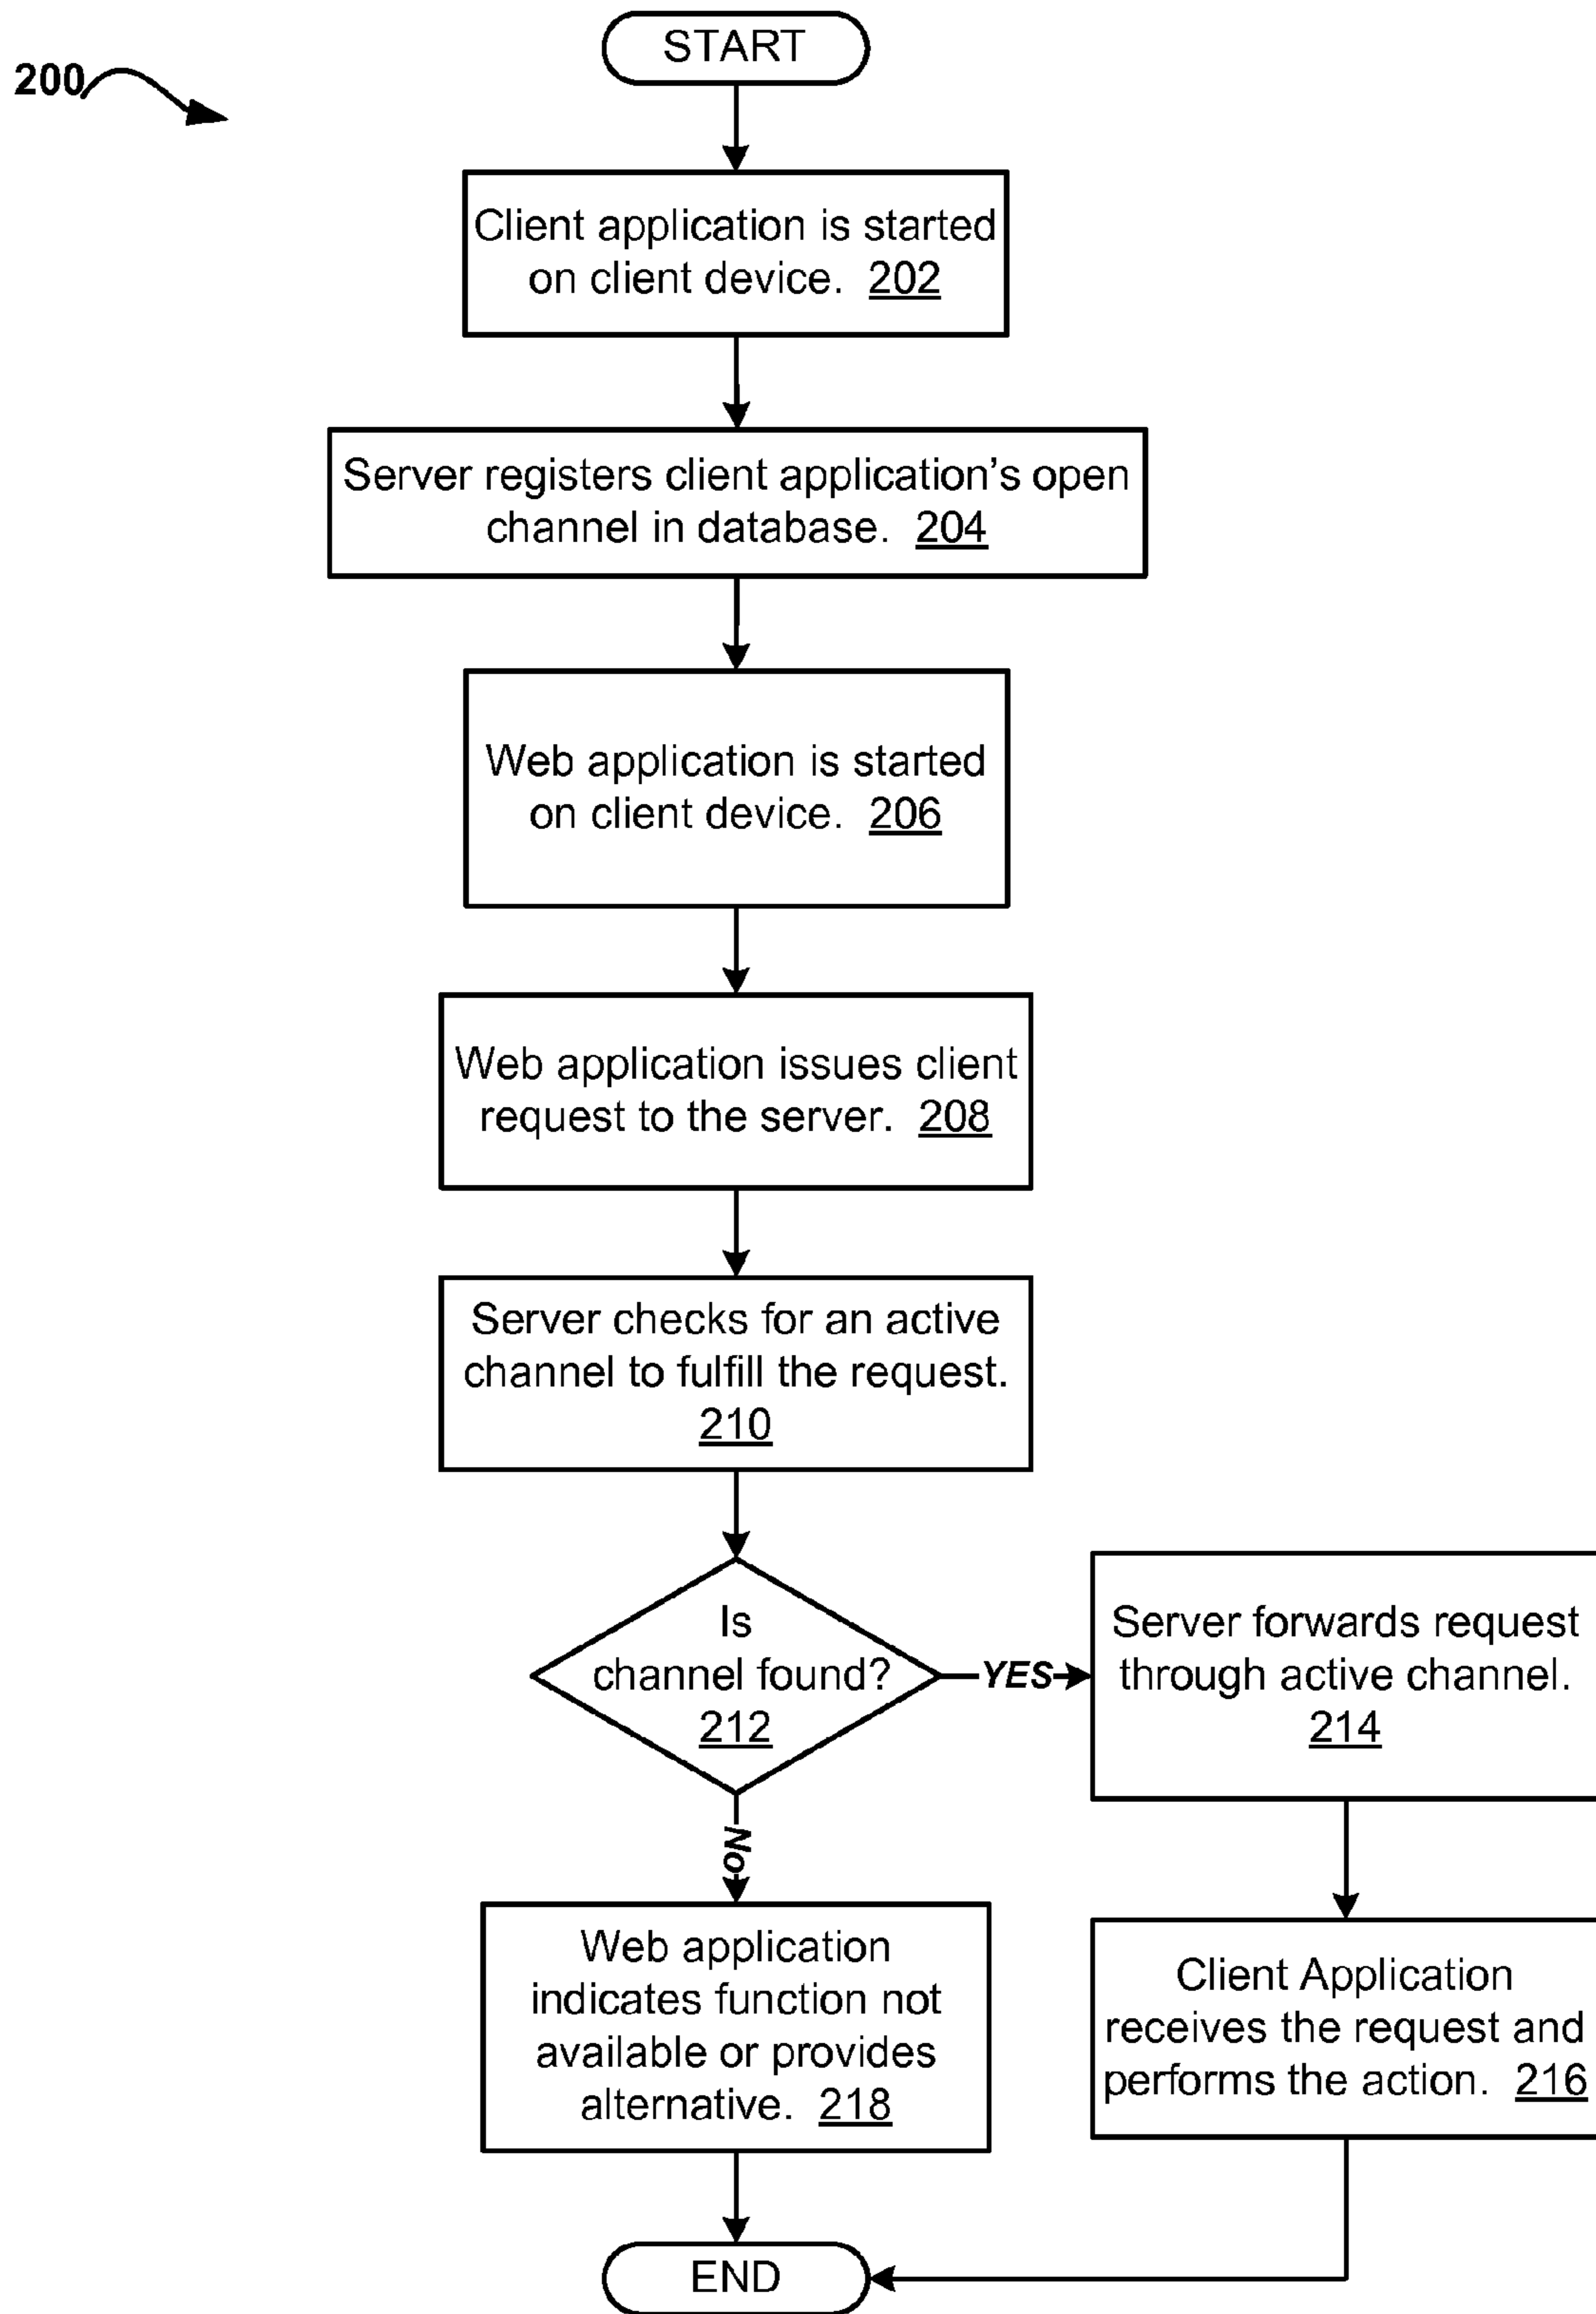 START
200
Client application is started
on client device. 202
Server registers client application's open
channel in database. 204
Web application is started
on client device. 206
Web application issues client
request to the server. 208
Server checks for an active
channel to fulfill the request.
210
Is
channel found?
212
YES
Server forwards request
through active channel.
214
No
Web application
indicates function not
available or provides
alternative. 218
Client Application
receives the request and
performs the action. 216
END